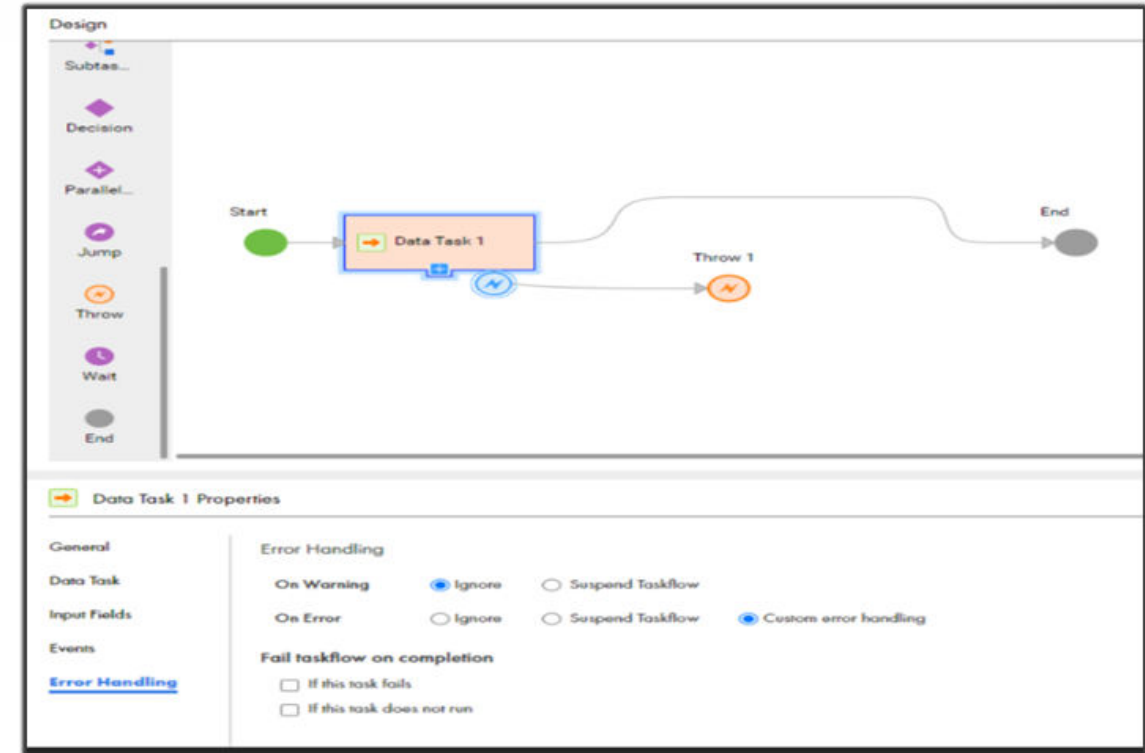 Design
Subtas...
Decision
Parallel...
Jump
Throw
Wait
End
Start
Data Task 1
Throw 1
End
Data Task 1 Properties
General
Data Task
Input Fields
Events
Error Handling
Error Handling
On Warning Ignore Suspend Taskflow
On Error Ignore Suspend Taskflow Custom error handling
Fail taskflow on completion
If this task fails
If this task does not run